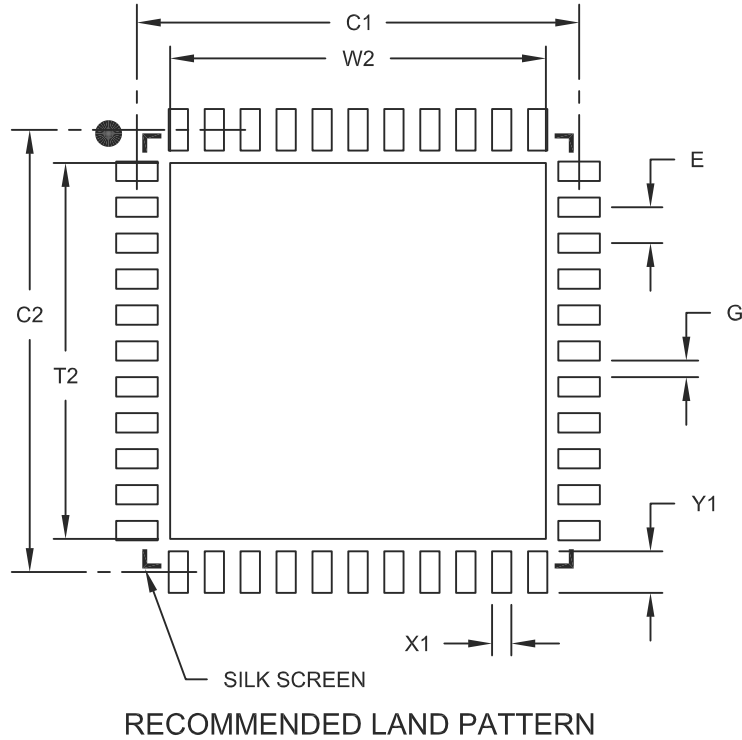 C1
W2
E
C2
G
T2
Y1
X1
SILK SCREEN
RECOMMENDED LAND PATTERN